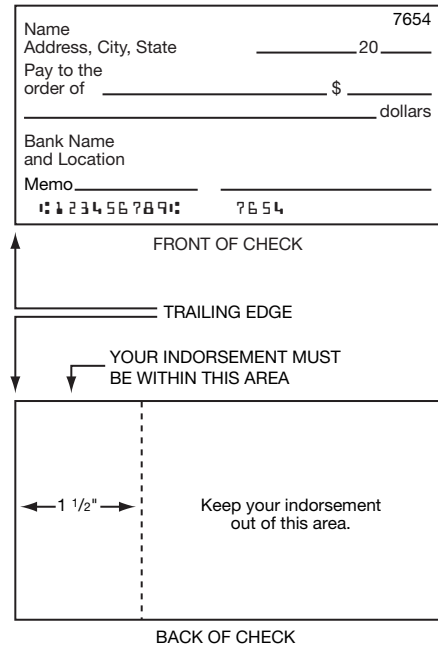 7654
Name
Address, City, State 20
Pay to the
order of $
dollars
Bank Name
and Location
Memo
⑆123456789⑆ 7654
FRONT OF CHECK
TRAILING EDGE
YOUR INDORSEMENT MUST
BE WITHIN THIS AREA
1 1/2"
Keep your indorsement
out of this area.
BACK OF CHECK